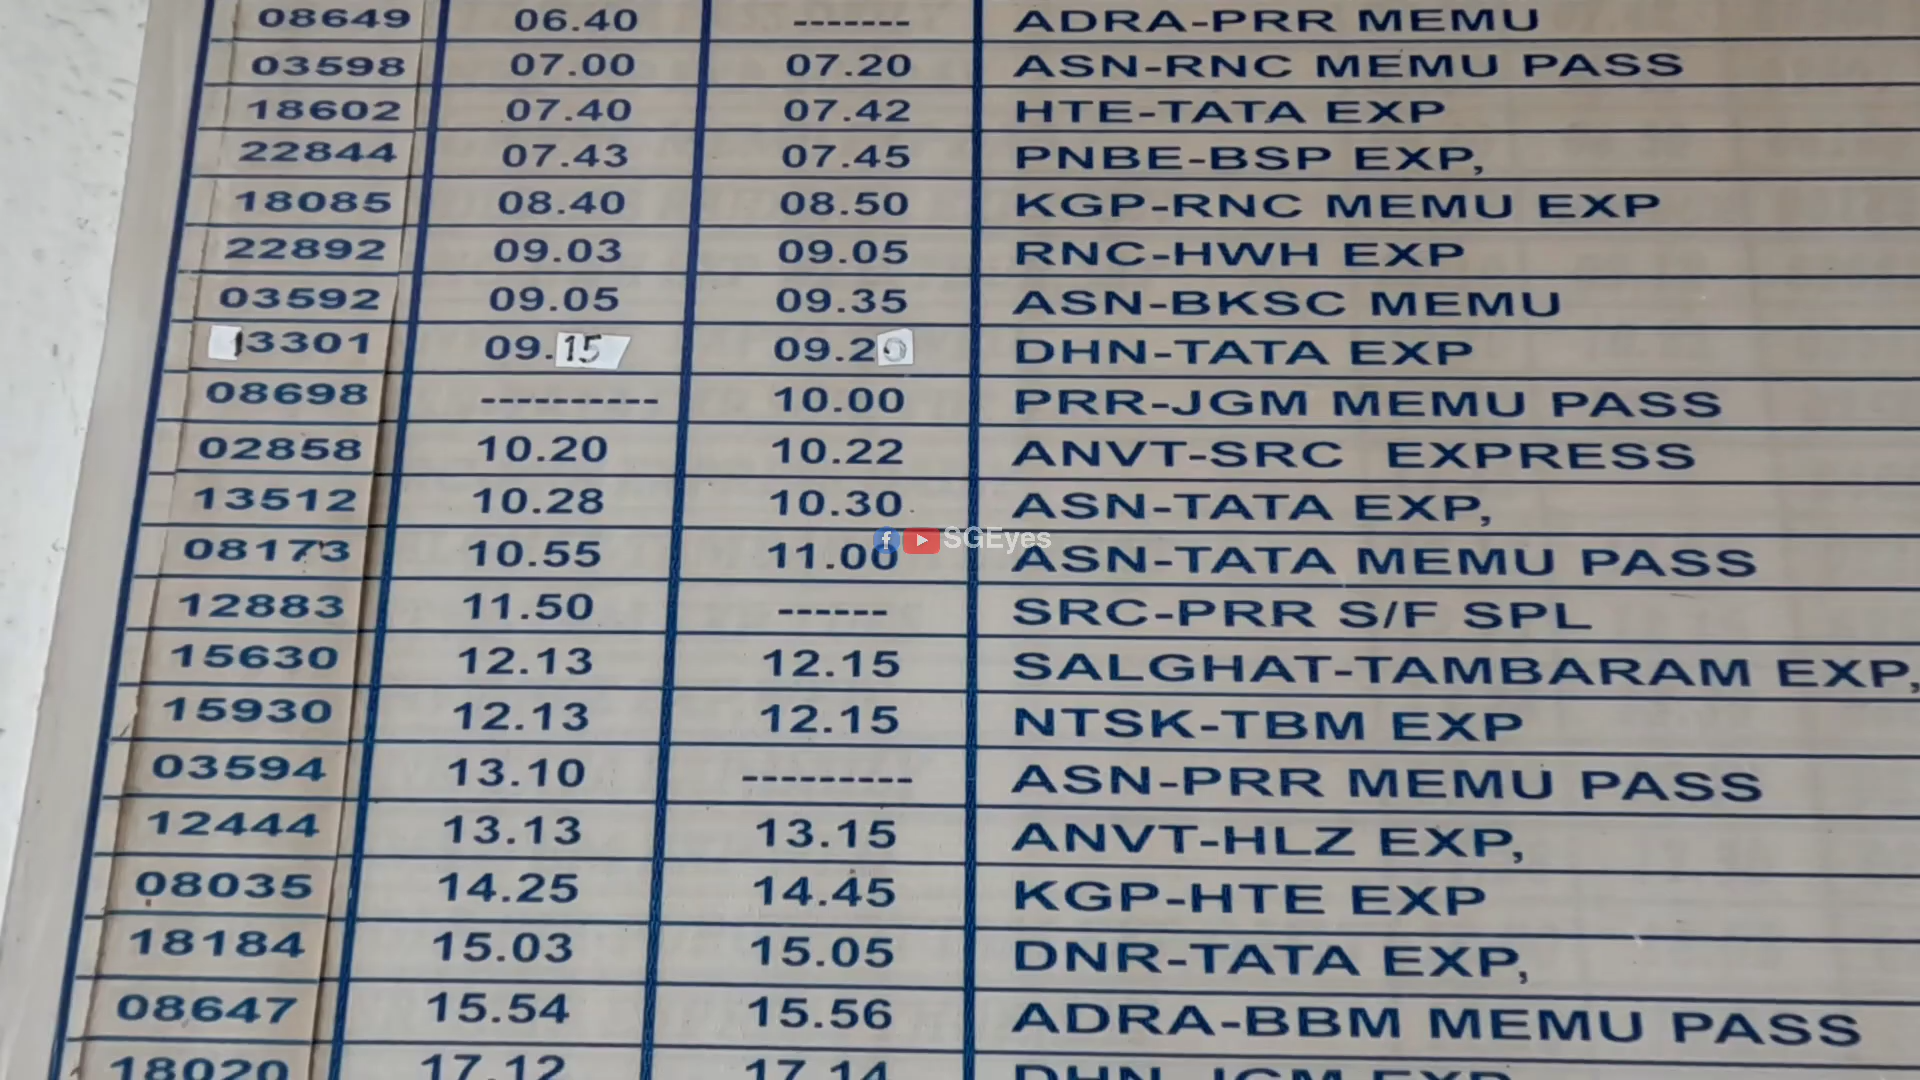 08649 06.40 ------- ADRA-PRR MEMU
03598 07.00 07.20 ASN-RNC MEMU PASS
18602 07.40 07.42 HTE-TATA EXP
22844 07.43 07.45 PNBE-BSP EXP,
18085 08.40 08.50 KGP-RNC MEMU EXP
22892 09.03 09.05 RNC-HWH EXP
03592 09.05 09.35 ASN-BKSC MEMU
13301 09.15 09.20 DHN-TATA EXP
08698 ---------- 10.00 PRR-JGM MEMU PASS
02858 10.20 10.22 ANVT-SRC EXPRESS
13512 10.28 10.30 ASN-TATA EXP,
08173 10.55 11.00 ASN-TATA MEMU PASS
SGEyes
12883 11.50 ------ SRC-PRR S/F SPL
15630 12.13 12.15 SALGHAT-TAMBARAM EXP,
15930 12.13 12.15 NTSK-TBM EXP
03594 13.10 --------- ASN-PRR MEMU PASS
12444 13.13 13.15 ANVT-HLZ EXP,
08035 14.25 14.45 KGP-HTE EXP
18184 15.03 15.05 DNR-TATA EXP,
08647 15.54 15.56 ADRA-BBM MEMU PASS
18020 17.12 17.14 DHN-JGM EXP